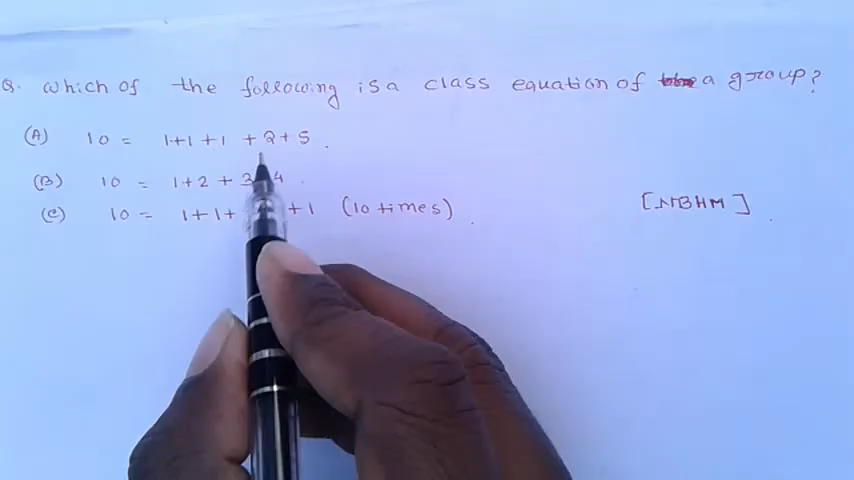 Q. Which of the following is a class equation of a group?
(A) 10 = 1+1+1 +2+5 .
(B) 10 = 1+2+3 4 .
(C) 10 = 1+1+ +1 (10 times) .
[NBHM] .